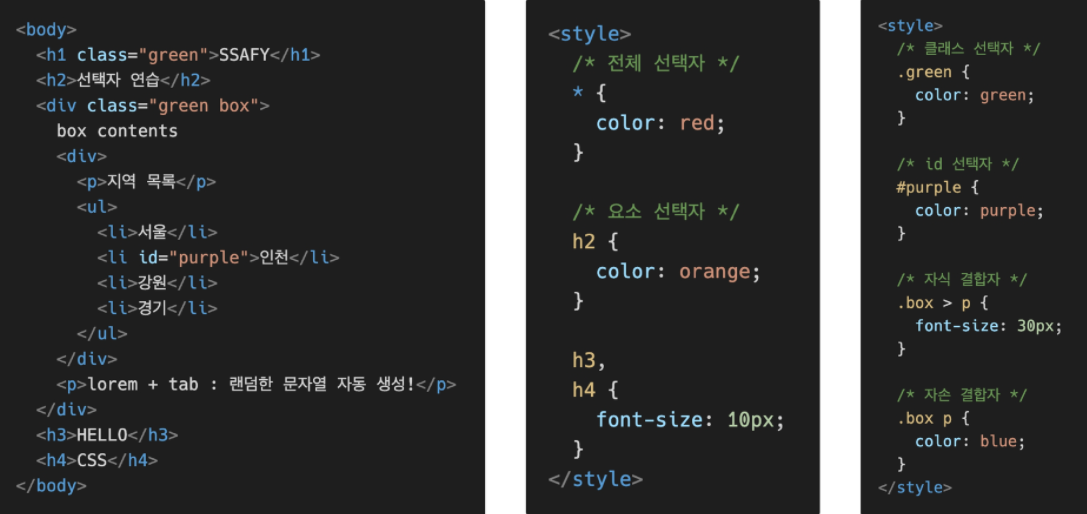 <body>
<h1 class="green">SSAFY</h1>
<h2>선택자 연습</h2>
<div class="green box">
box contents
<div>
<p>지역 목록</p>
<ul>
<li>서울</li>
<li id="purple">인천</li>
<li>강원</li>
<li>경기</li>
</ul>
</div>
<p>lorem + tab : 랜덤한 문자열 자동 생성!</p>
</div>
<h3>HELLO</h3>
<h4>CSS</h4>
</body>
<style>
/* 전체 선택자 */
* {
color: red;
}
/* 요소 선택자 */
h2 {
color: orange;
}
h3,
h4 {
font-size: 10px;
}
</style>
<style>
/* 클래스 선택자 */
.green {
color: green;
}
/* id 선택자 */
#purple {
color: purple;
}
/* 자식 결합자 */
.box > p {
font-size: 30px;
}
/* 자손 결합자 */
.box p {
color: blue;
}
</style>